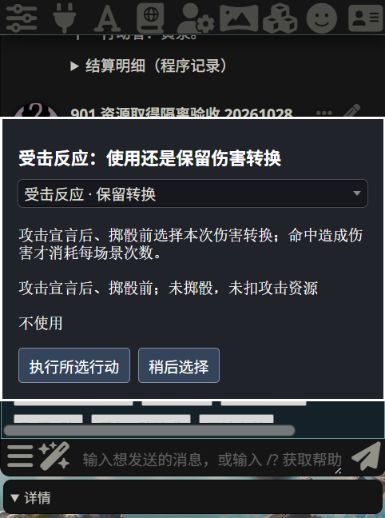 ▶ 结算明细（程序记录）
901 资源取得隔离验收 20261028
受击反应：使用还是保留伤害转换
受击反应 · 保留转换
攻击宣言后、掷骰前选择本次伤害转换；命中造成伤
害才消耗每场景次数。
攻击宣言后、掷骰前；未掷骰，未扣攻击资源
不使用
执行所选行动 稍后选择
输入想发送的消息，或输入 /? 获取帮助
▼ 详情